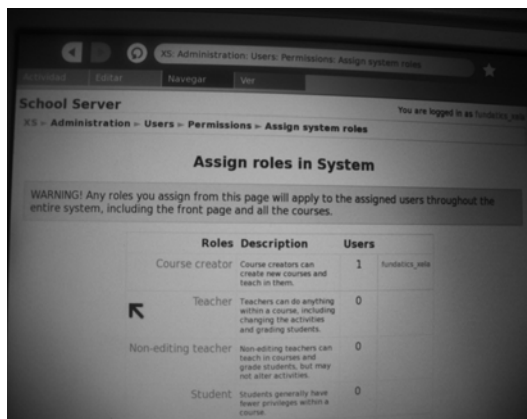 XS: Administration: Users: Permissions: Assign system roles
Actividad Editar Navegar Ver
School Server
You are logged in as fundatics_xela
XS ► Administration ► Users ► Permissions ► Assign system roles
Assign roles in System
WARNING! Any roles you assign from this page will apply to the assigned users throughout the
entire system, including the front page and all the courses.
Roles Description Users
Course creator Course creators can 1 fundatics_xela
create new courses and
teach in them.
Teacher Teachers can do anything 0
within a course, including
changing the activities
and grading students.
Non-editing teacher Non-editing teachers can 0
teach in courses and
grade students, but may
not alter activities.
Student Students generally have 0
fewer privileges within a
course.